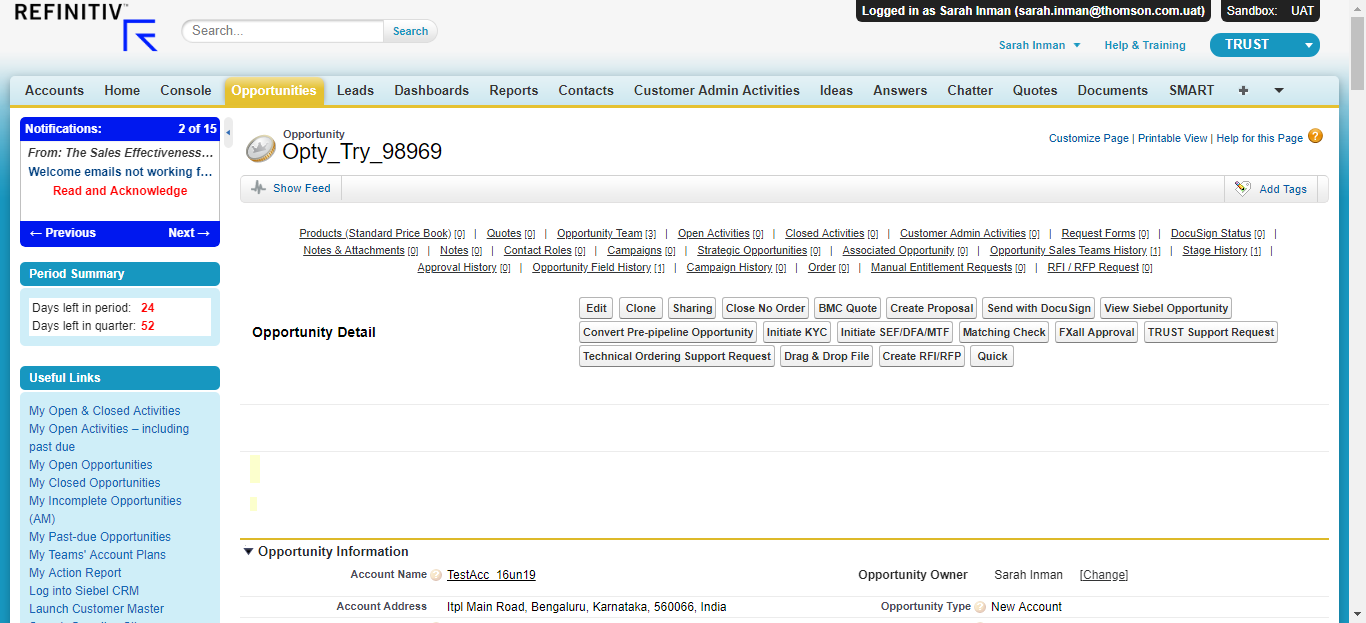 REFINITIV™
Search...
Search
Logged in as Sarah Inman (sarah.inman@thomson.com.uat)
Sandbox: UAT
Sarah Inman
Help & Training
TRUST
Accounts Home Console Opportunities Leads Dashboards Reports Contacts Customer Admin Activities Ideas Answers Chatter Quotes Documents SMART +
Notifications: 2 of 15
From: The Sales Effectiveness...
Welcome emails not working f...
Read and Acknowledge
← Previous Next →
Period Summary
Days left in period: 24
Days left in quarter: 52
Useful Links
My Open & Closed Activities
My Open Activities – including
past due
My Open Opportunities
My Closed Opportunities
My Incomplete Opportunities
(AM)
My Past-due Opportunities
My Teams' Account Plans
My Action Report
Log into Siebel CRM
Launch Customer Master
Opportunity
Opty_Try_98969
Customize Page | Printable View | Help for this Page ?
Show Feed
Add Tags
Products (Standard Price Book) [0] | Quotes [0] | Opportunity Team [3] | Open Activities [0] | Closed Activities [0] | Customer Admin Activities [0] | Request Forms [0] | DocuSign Status [0] |
Notes & Attachments [0] | Notes [0] | Contact Roles [0] | Campaigns [0] | Strategic Opportunities [0] | Associated Opportunity [0] | Opportunity Sales Teams History [1] | Stage History [1] |
Approval History [0] | Opportunity Field History [1] | Campaign History [0] | Order [0] | Manual Entitlement Requests [0] | RFI / RFP Request [0]
Opportunity Detail
Edit Clone Sharing Close No Order BMC Quote Create Proposal Send with DocuSign View Siebel Opportunity
Convert Pre-pipeline Opportunity Initiate KYC Initiate SEF/DFA/MTF Matching Check FXall Approval TRUST Support Request
Technical Ordering Support Request Drag & Drop File Create RFI/RFP Quick
Opportunity Information
Account Name ? TestAcc_16un19
Opportunity Owner Sarah Inman [Change]
Account Address Itpl Main Road, Bengaluru, Karnataka, 560066, India
Opportunity Type ? New Account